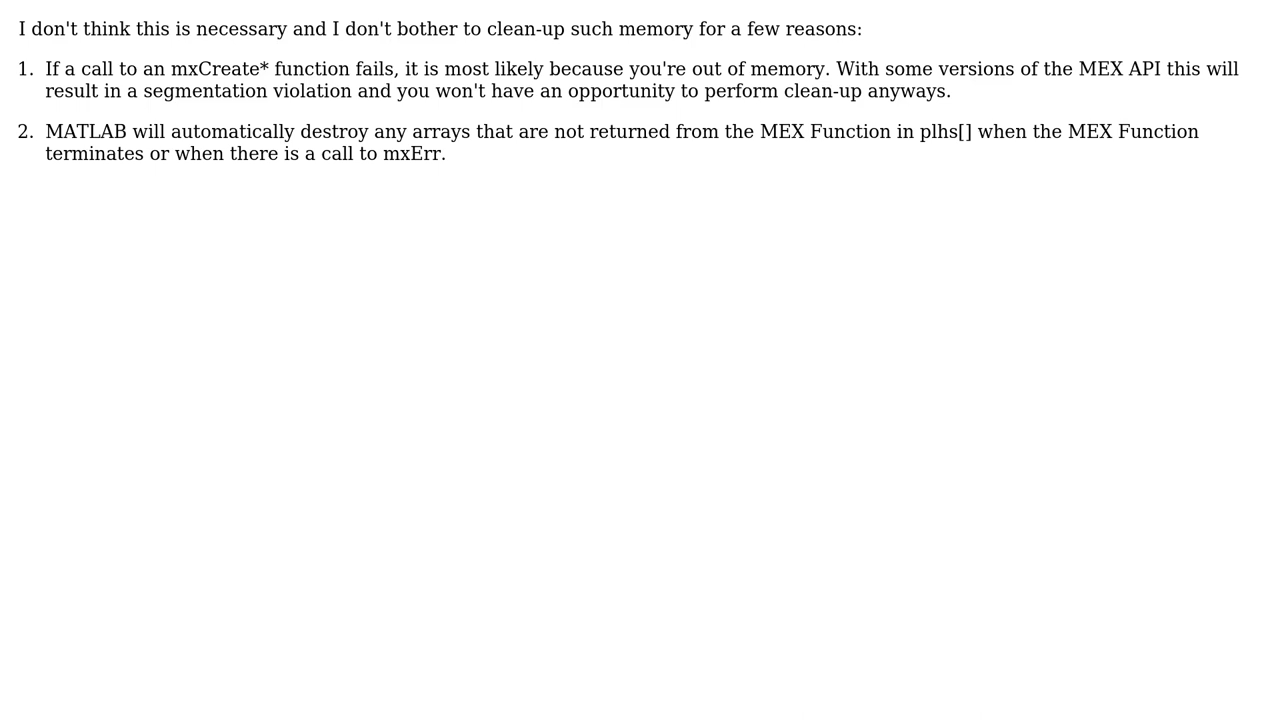 I don't think this is necessary and I don't bother to clean-up such memory for a few reasons:
1. If a call to an mxCreate* function fails, it is most likely because you're out of memory. With some versions of the MEX API this will
result in a segmentation violation and you won't have an opportunity to perform clean-up anyways.
2. MATLAB will automatically destroy any arrays that are not returned from the MEX Function in plhs[] when the MEX Function
terminates or when there is a call to mxErr.